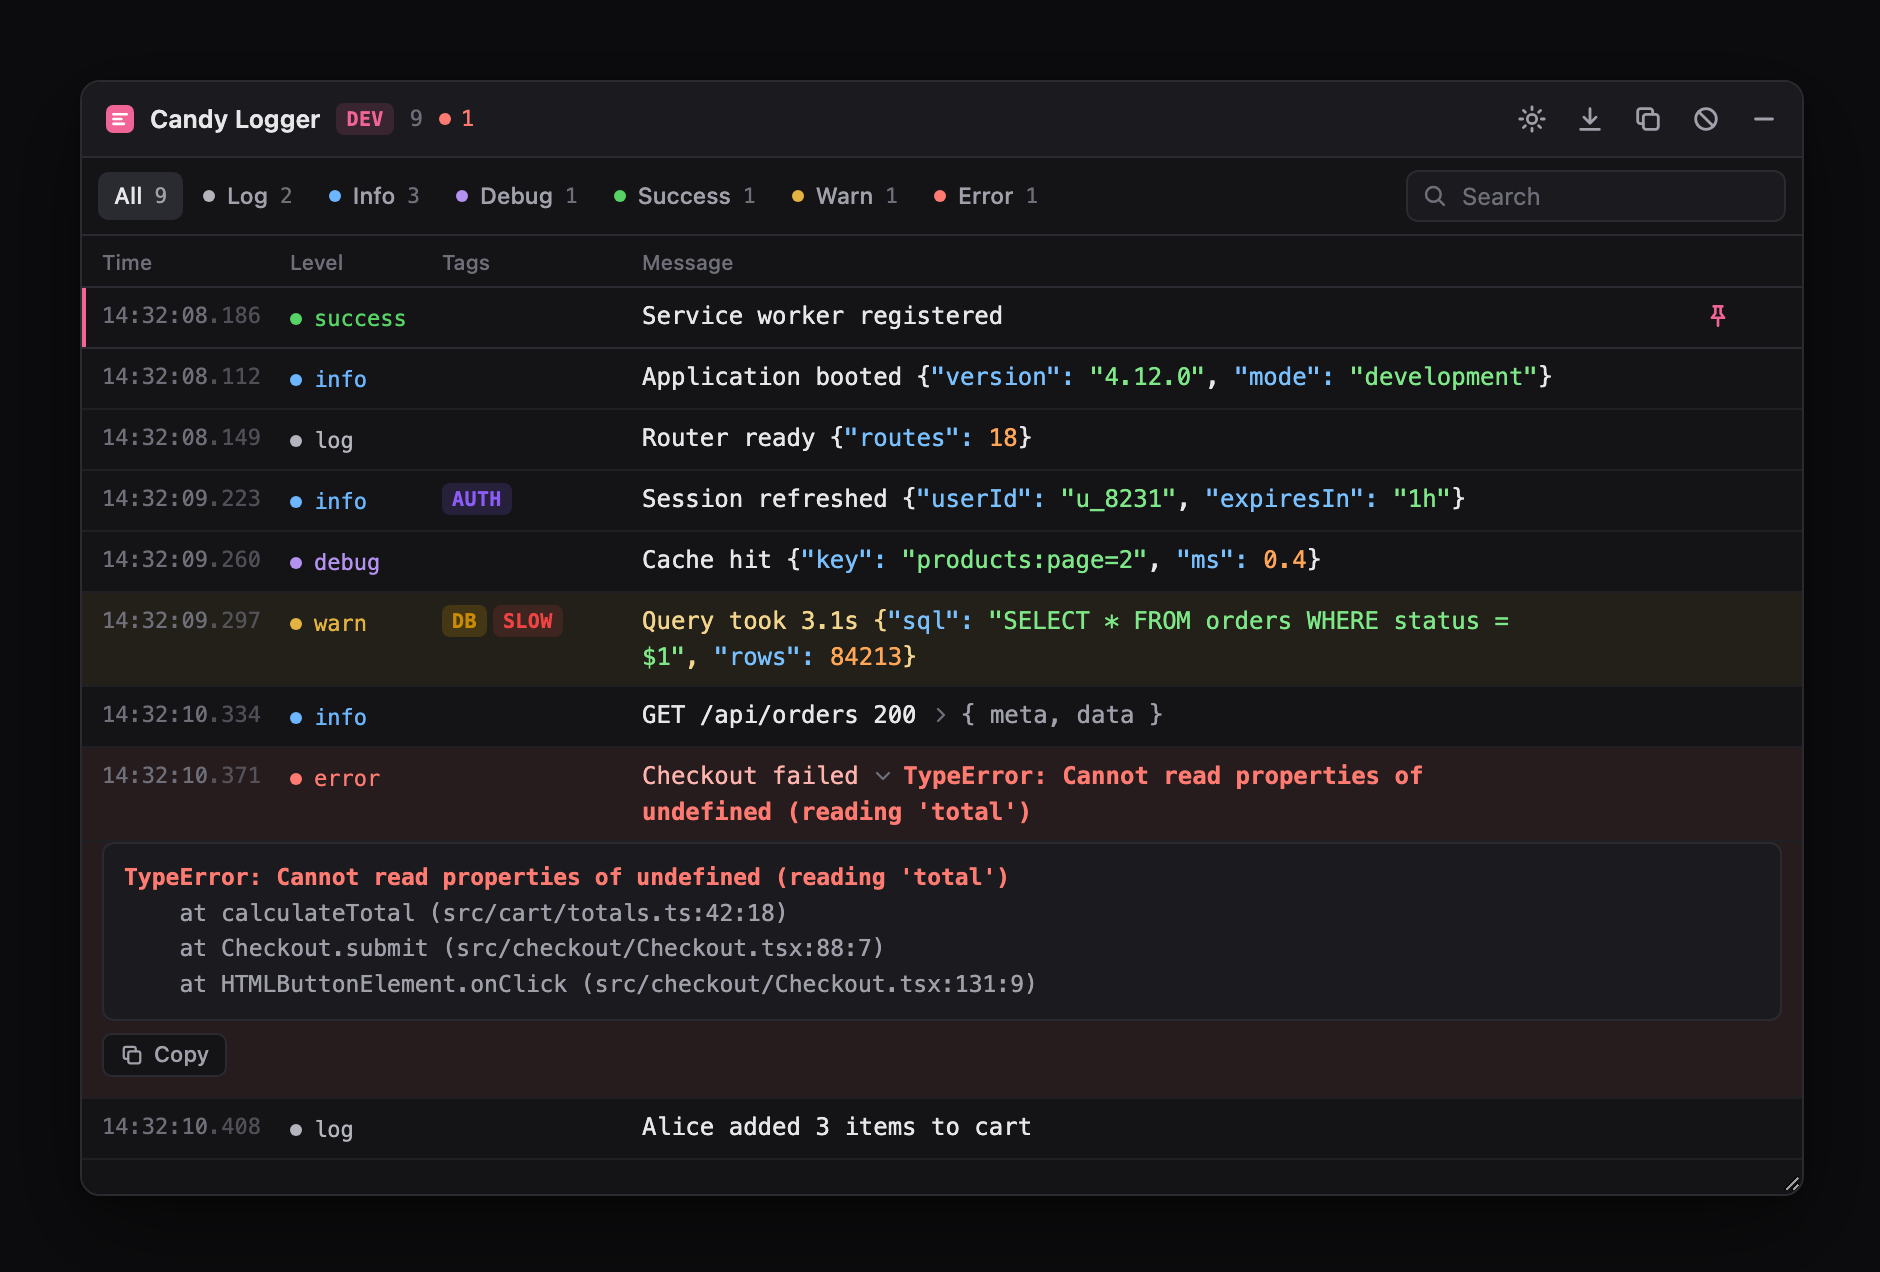 Candy Logger DEV 9 1
All 9 Log 2 Info 3 Debug 1 Success 1 Warn 1 Error 1 Search
Time Level Tags Message
14:32:08.186 success Service worker registered
14:32:08.112 info Application booted {"version": "4.12.0", "mode": "development"}
14:32:08.149 log Router ready {"routes": 18}
14:32:09.223 info AUTH Session refreshed {"userId": "u_8231", "expiresIn": "1h"}
14:32:09.260 debug Cache hit {"key": "products:page=2", "ms": 0.4}
14:32:09.297 warn DB SLOW Query took 3.1s {"sql": "SELECT * FROM orders WHERE status =
$1", "rows": 84213}
14:32:10.334 info GET /api/orders 200 > { meta, data }
14:32:10.371 error Checkout failed TypeError: Cannot read properties of
undefined (reading 'total')
TypeError: Cannot read properties of undefined (reading 'total')
at calculateTotal (src/cart/totals.ts:42:18)
at Checkout.submit (src/checkout/Checkout.tsx:88:7)
at HTMLButtonElement.onClick (src/checkout/Checkout.tsx:131:9)
Copy
14:32:10.408 log Alice added 3 items to cart